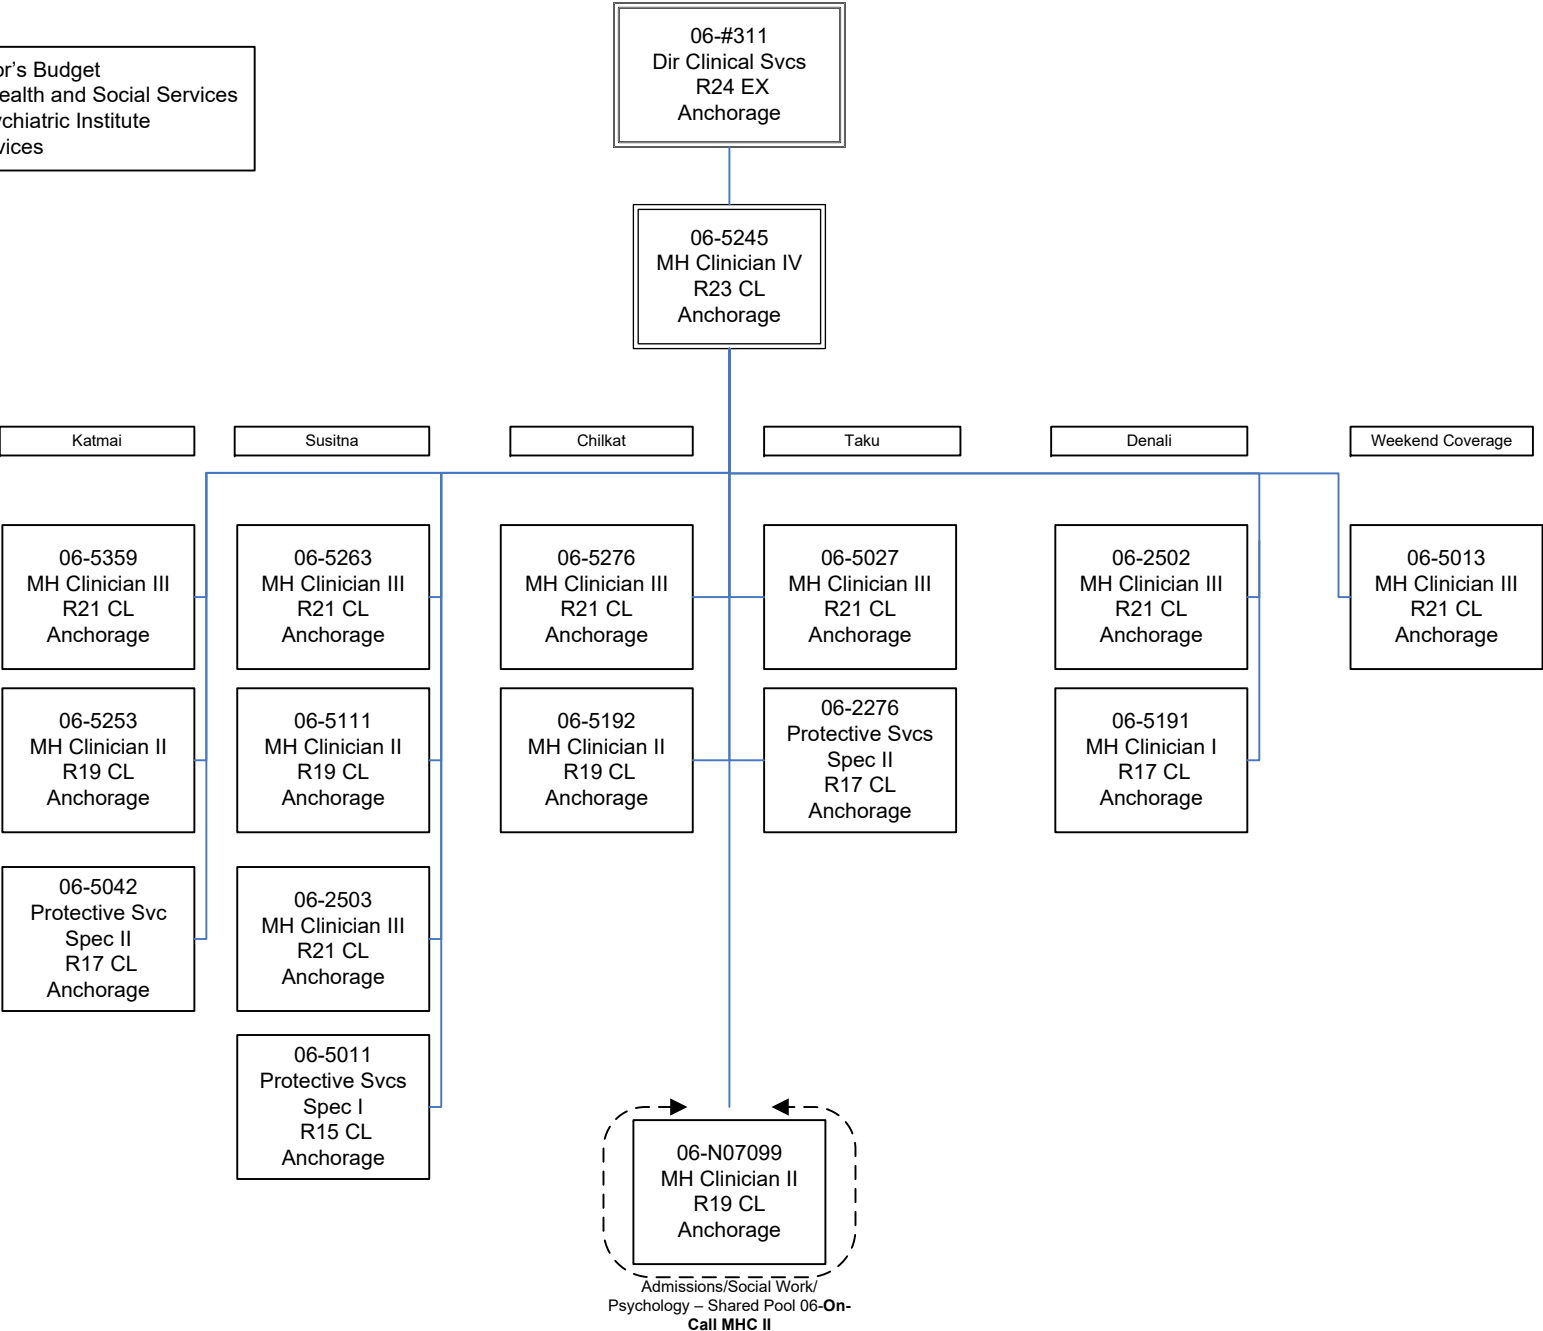 06-#311
Dir Clinical Svcs
R24 EX
Anchorage
or's Budget
ealth and Social Services
chiatric Institute
vices
06-5245
MH Clinician IV
R23 CL
Anchorage
Katmai
Susitna
Chilkat
Taku
Denali
Weekend Coverage
06-5359
MH Clinician III
R21 CL
Anchorage
06-5263
MH Clinician III
R21 CL
Anchorage
06-5276
MH Clinician III
R21 CL
Anchorage
06-5027
MH Clinician III
R21 CL
Anchorage
06-2502
MH Clinician III
R21 CL
Anchorage
06-5013
MH Clinician III
R21 CL
Anchorage
06-5253
MH Clinician II
R19 CL
Anchorage
06-5111
MH Clinician II
R19 CL
Anchorage
06-5192
MH Clinician II
R19 CL
Anchorage
06-2276
Protective Svcs
Spec II
R17 CL
Anchorage
06-5191
MH Clinician I
R17 CL
Anchorage
06-5042
Protective Svc
Spec II
R17 CL
Anchorage
06-2503
MH Clinician III
R21 CL
Anchorage
06-5011
Protective Svcs
Spec I
R15 CL
Anchorage
06-N07099
MH Clinician II
R19 CL
Anchorage
Admissions/Social Work/
Psychology – Shared Pool 06-On-
Call MHC II